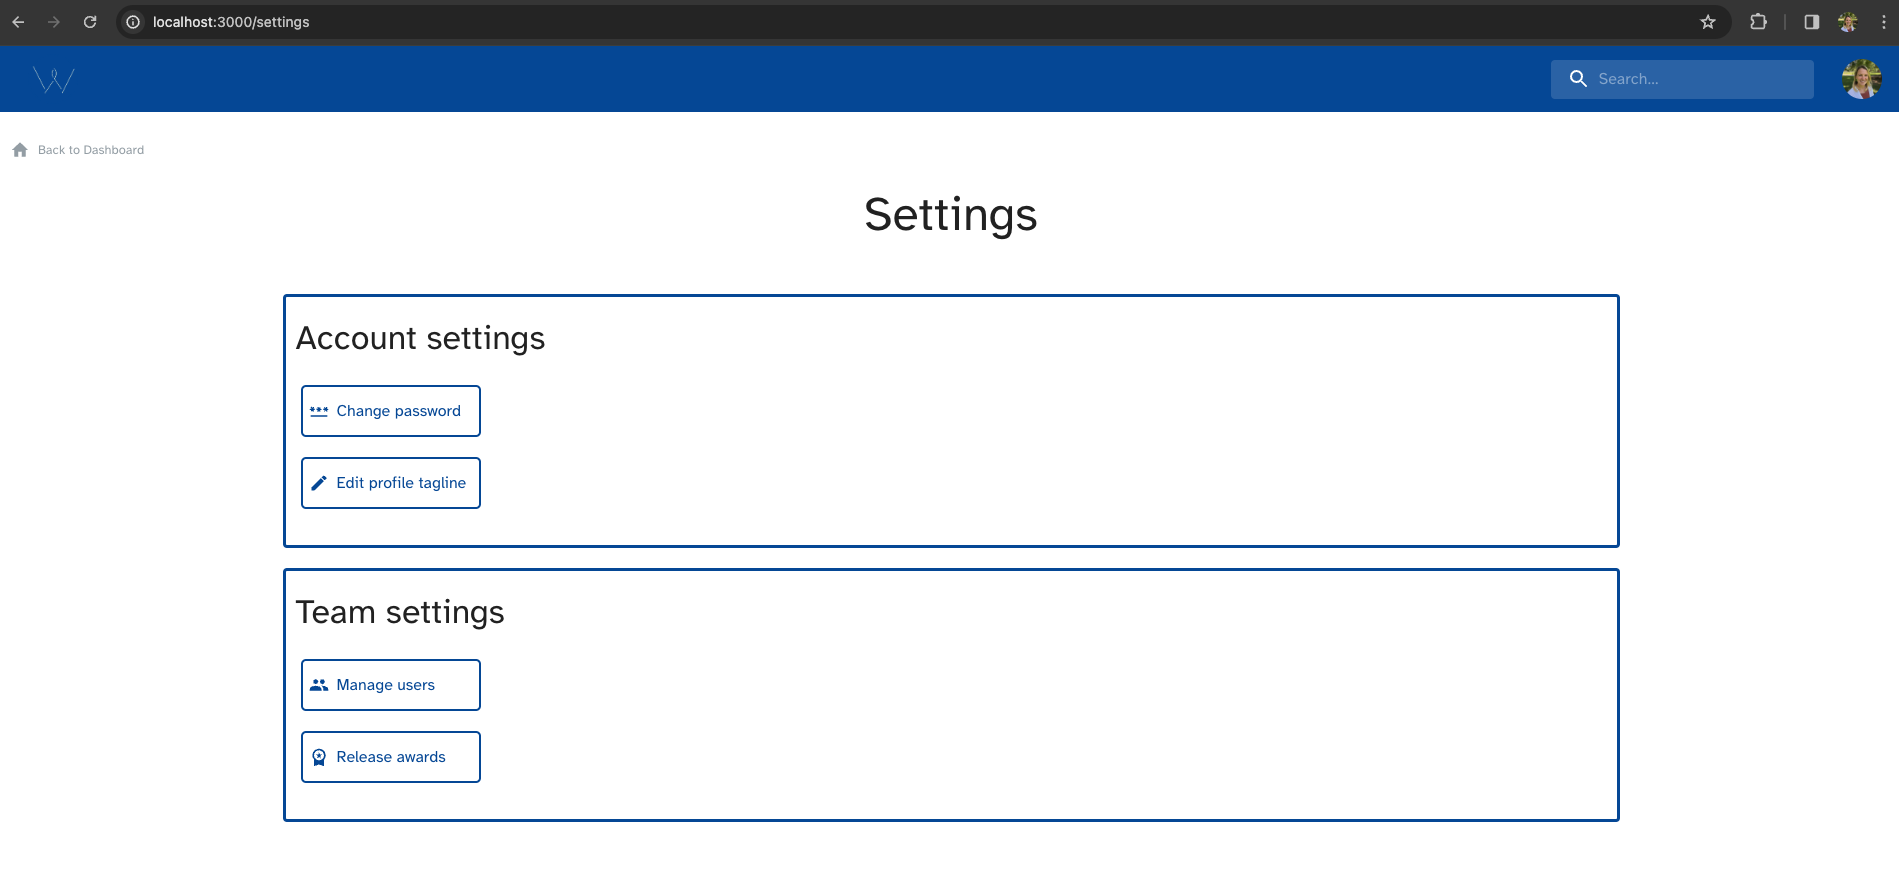 localhost:3000/settings
W
Search...
Back to Dashboard
Settings
Account settings
*** Change password
Edit profile tagline
Team settings
Manage users
Release awards